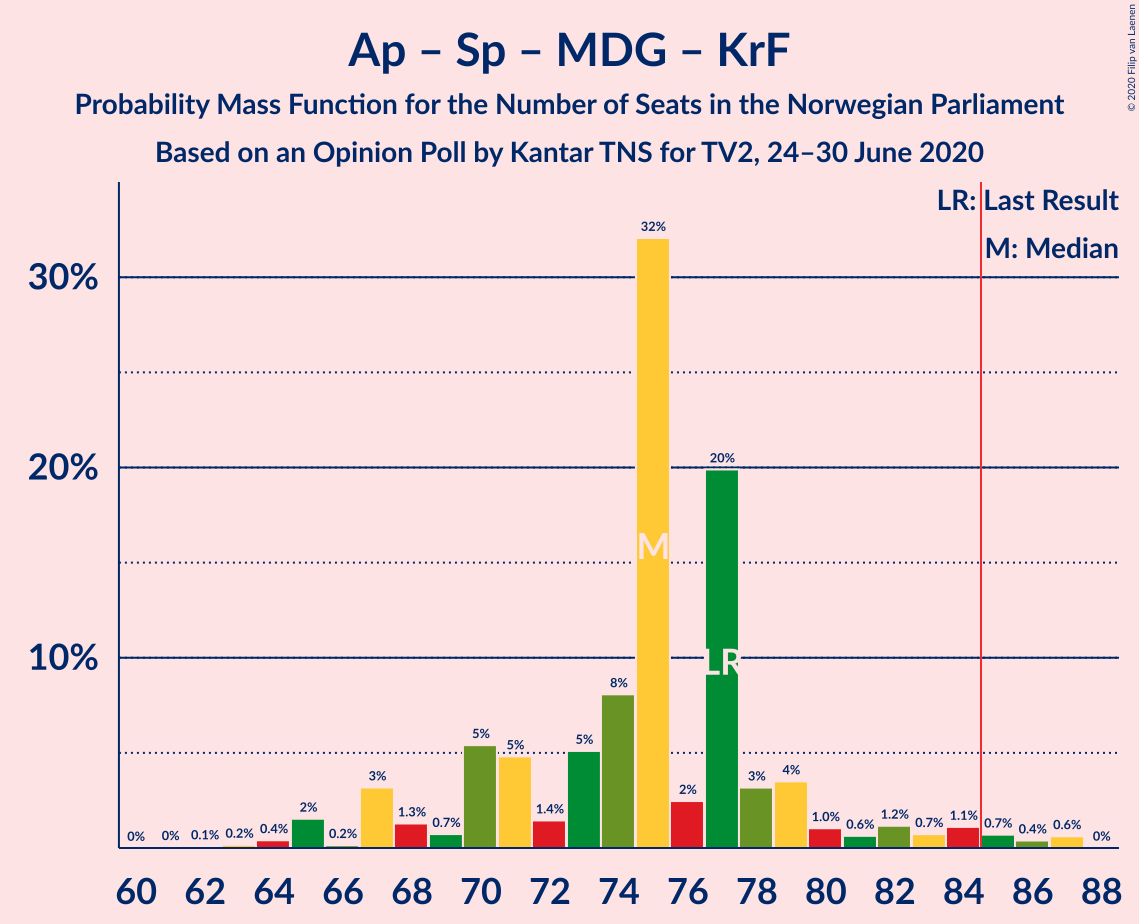 Ap – Sp – MDG – KrF
Probability Mass Function for the Number of Seats in the Norwegian Parliament
Based on an Opinion Poll by Kantar TNS for TV2, 24–30 June 2020
© 2020 Filip van Laenen
LR: Last Result
M: Median
30%
20%
10%
0% 0% 0.1% 0.2% 0.4% 2% 0.2% 3% 1.3% 0.7% 5% 5% 1.4% 5% 8% 32% 2% 20% 3% 4% 1.0% 0.6% 1.2% 0.7% 1.1% 0.7% 0.4% 0.6% 0%
M
LR
60 62 64 66 68 70 72 74 76 78 80 82 84 86 88